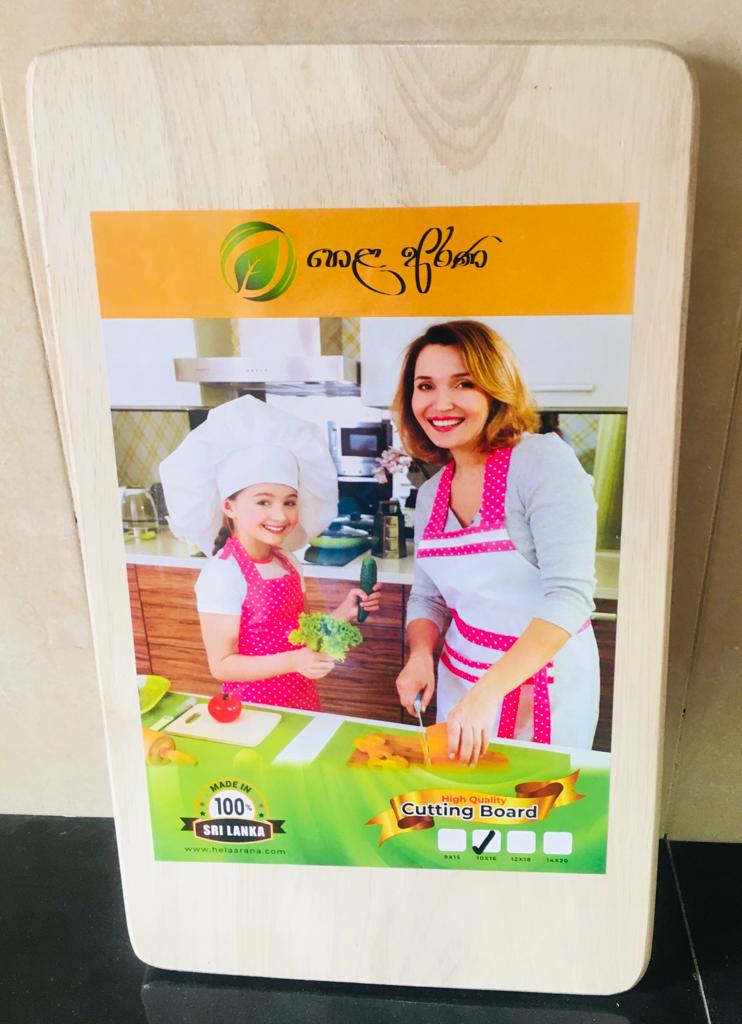 හෙළ අරණ
MADE IN
100%
SRI LANKA
www.helaarana.com
High Quality
Cutting Board
9X15 10X16 12X18 14X20